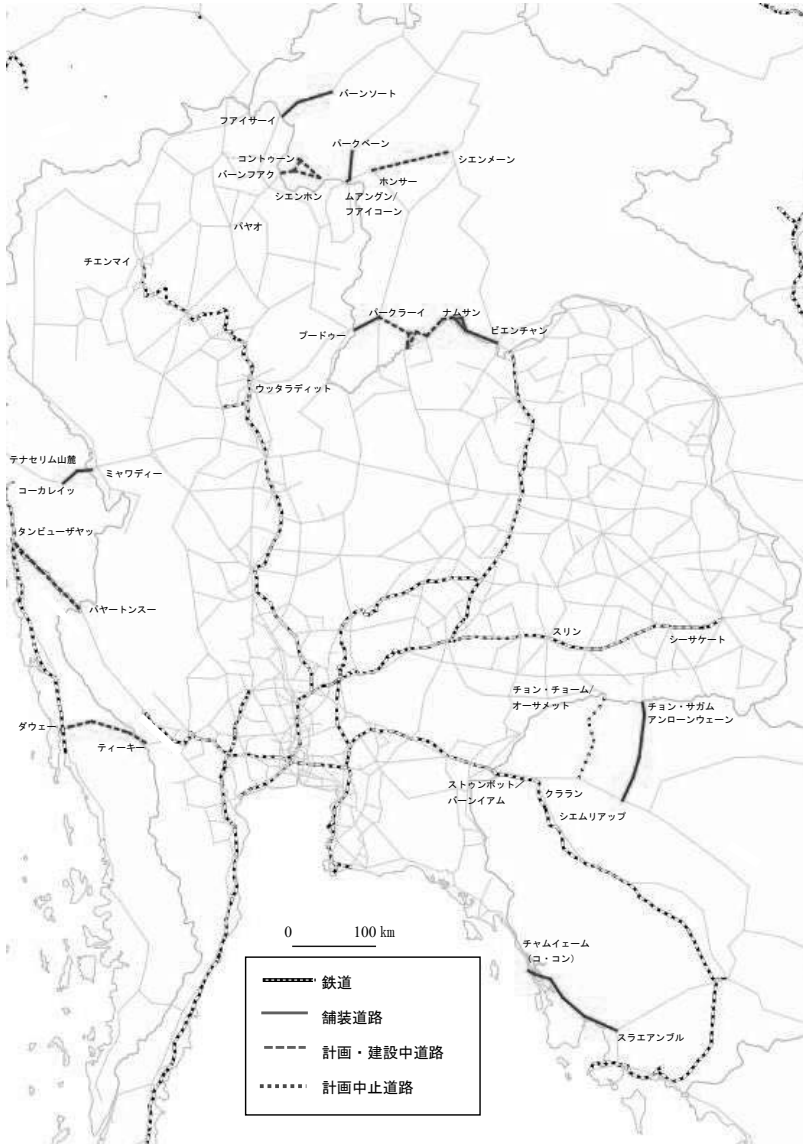 バーンソート
フアイサーイ
パークベーン
コントゥーン
シエンメーン
バーンフアク
ホンサー
シエンホン
ムアングン/
フアイコーン
パヤオ
チエンマイ
パークラーイ
ナムサン
ビエンチャン
プードゥー
ウッタラディット
テナセリム山麓
ミャワディー
コーカレイッ
タンビューザヤッ
パヤートンスー
スリン
シーサケート
チョン・チョーム/
オーサメット
チョン・サガム
アンローンウェーン
ダウェー
ティーキー
ストゥンボット/
バーンイアム
クララン
シエムリアップ
0 100 km
チャムイェーム
(コ・コン)
スラエアンブル
鉄道
舗装道路
計画・建設中道路
計画中止道路